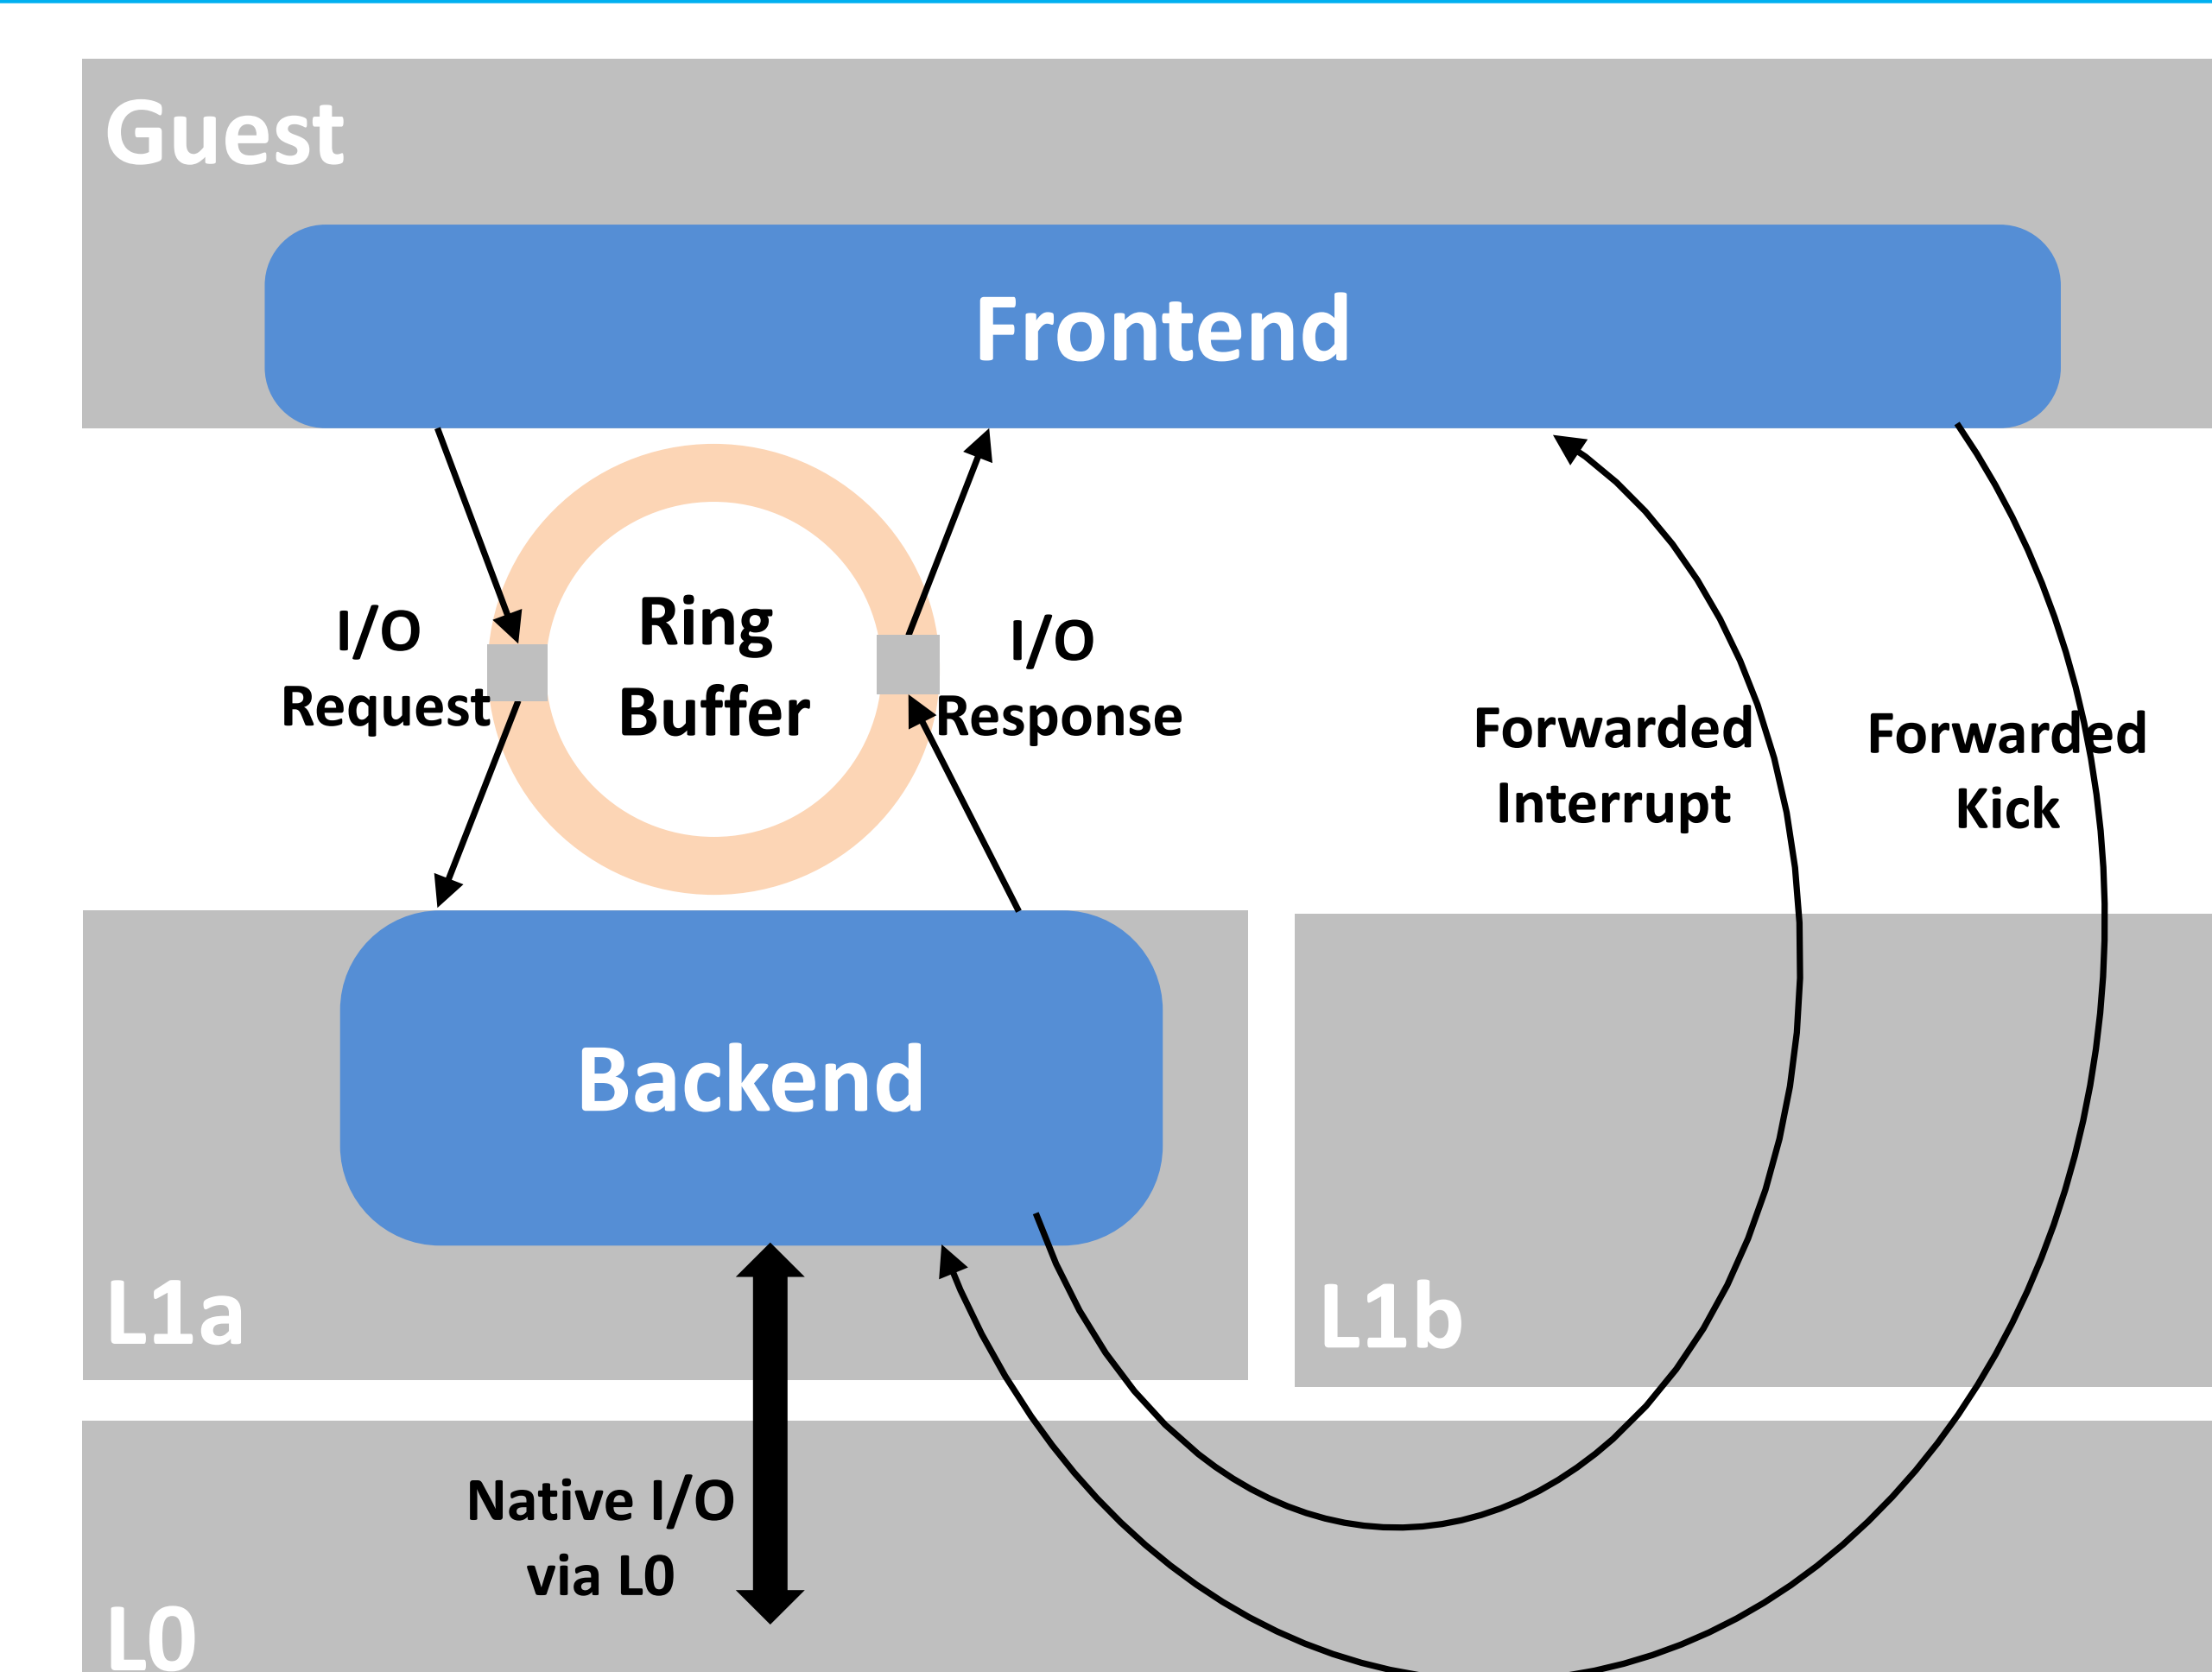 Guest
Frontend
I/O
Request
Ring
Buffer
I/O
Response
Forwarded
Interrupt
Forwarded
Kick
Backend
L1a
L1b
Native I/O
via L0
L0